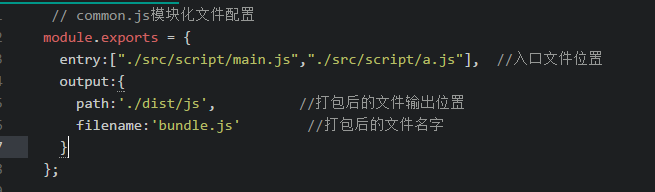 // common.js模块化文件配置
module.exports = {
entry:["./src/script/main.js","./src/script/a.js"], //入口文件位置
output:{
path:'./dist/js', //打包后的文件输出位置
filename:'bundle.js' //打包后的文件名字
}
};